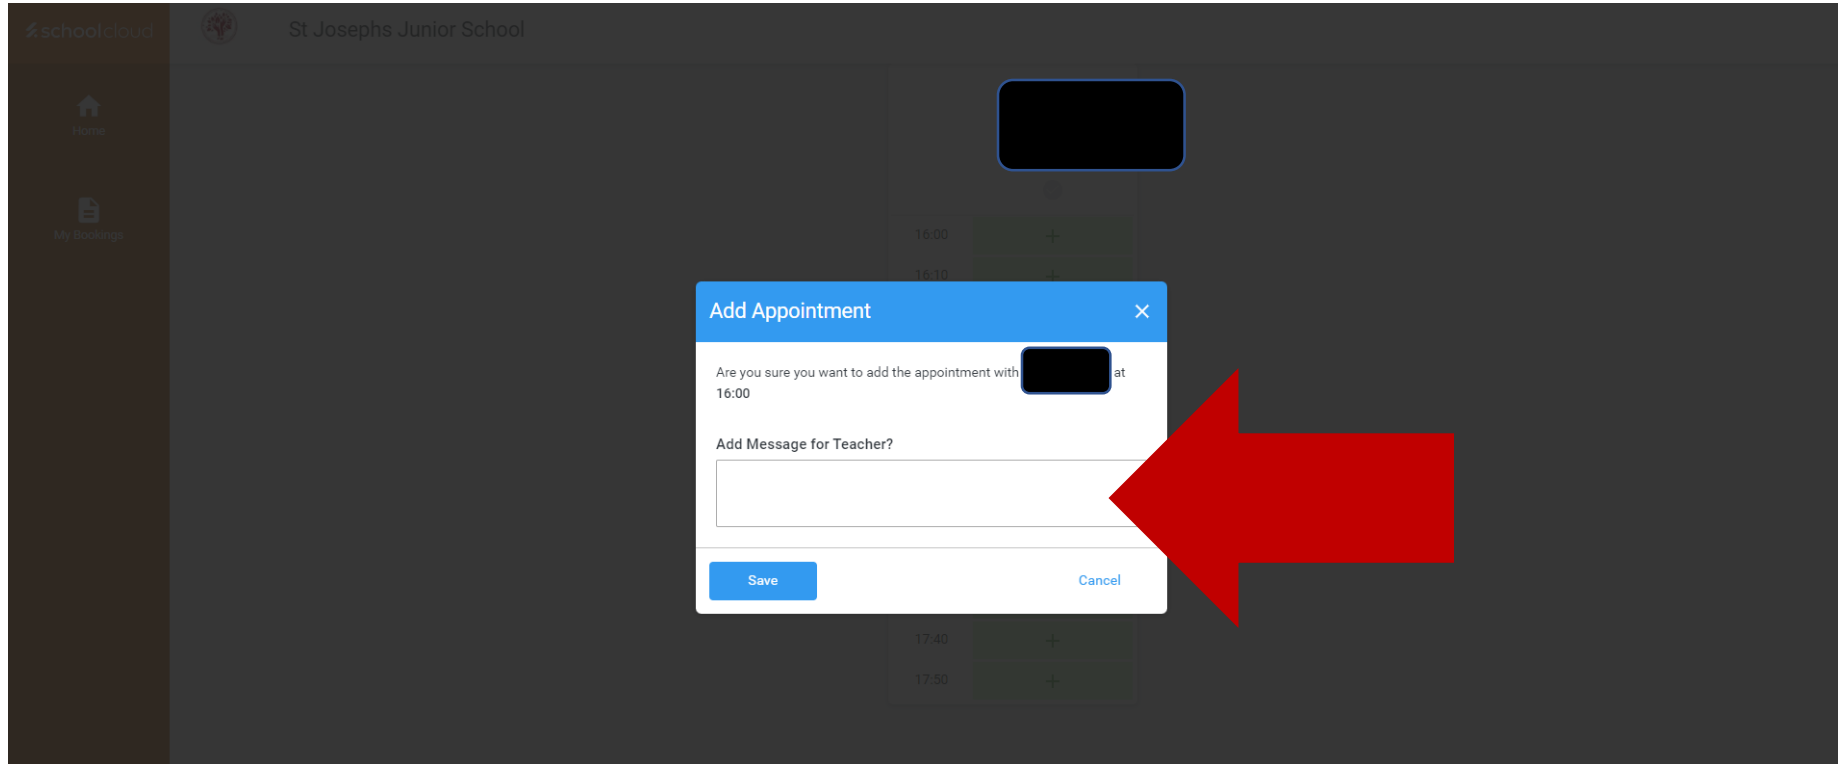 schoolcloud
St Josephs Junior School
Home
My Bookings
16:00 +
16:10 +
Add Appointment ×
Are you sure you want to add the appointment with at
16:00
Add Message for Teacher?
Save Cancel
17:40 +
17:50 +